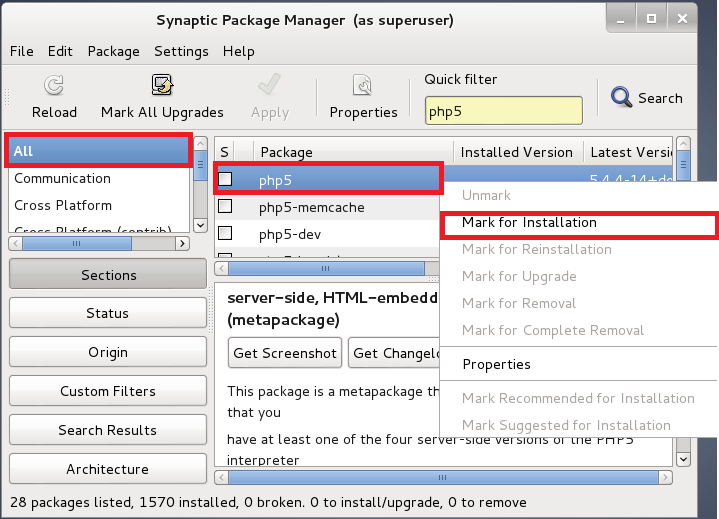 Synaptic Package Manager (as superuser)
File Edit Package Settings Help
Reload Mark All Upgrades Apply Properties Quick filter Search
php5
All
Communication
Cross Platform
Cross Platform (contrib)
Sections
Status
Origin
Custom Filters
Search Results
Architecture
S Package Installed Version Latest Versi
php5 5.4.4-14+de
php5-memcache
php5-dev
Unmark
Mark for Installation
Mark for Reinstallation
Mark for Upgrade
Mark for Removal
Mark for Complete Removal
Properties
Mark Recommended for Installation
Mark Suggested for Installation
server-side, HTML-embedd
(metapackage)
Get Screenshot Get Changelo
This package is a metapackage th
that you
have at least one of the four server-side versions of the PHP5
interpreter
28 packages listed, 1570 installed, 0 broken. 0 to install/upgrade, 0 to remove